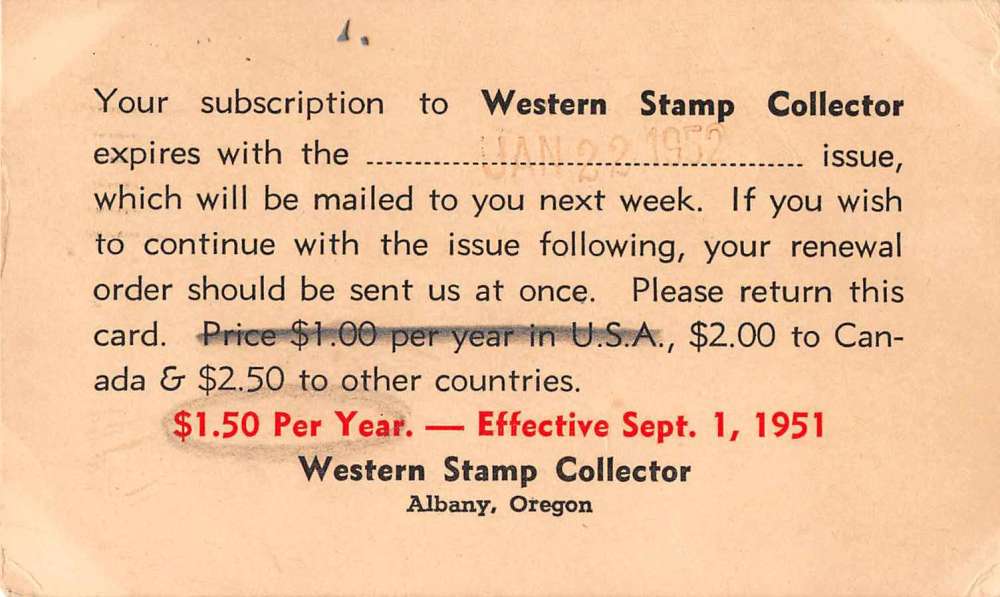 1.
Your subscription to Western Stamp Collector
expires with the JAN 22 1952 issue,
which will be mailed to you next week. If you wish
to continue with the issue following, your renewal
order should be sent us at once. Please return this
card. Price $1.00 per year in U.S.A., $2.00 to Can-
ada & $2.50 to other countries.
$1.50 Per Year. — Effective Sept. 1, 1951
Western Stamp Collector
Albany, Oregon